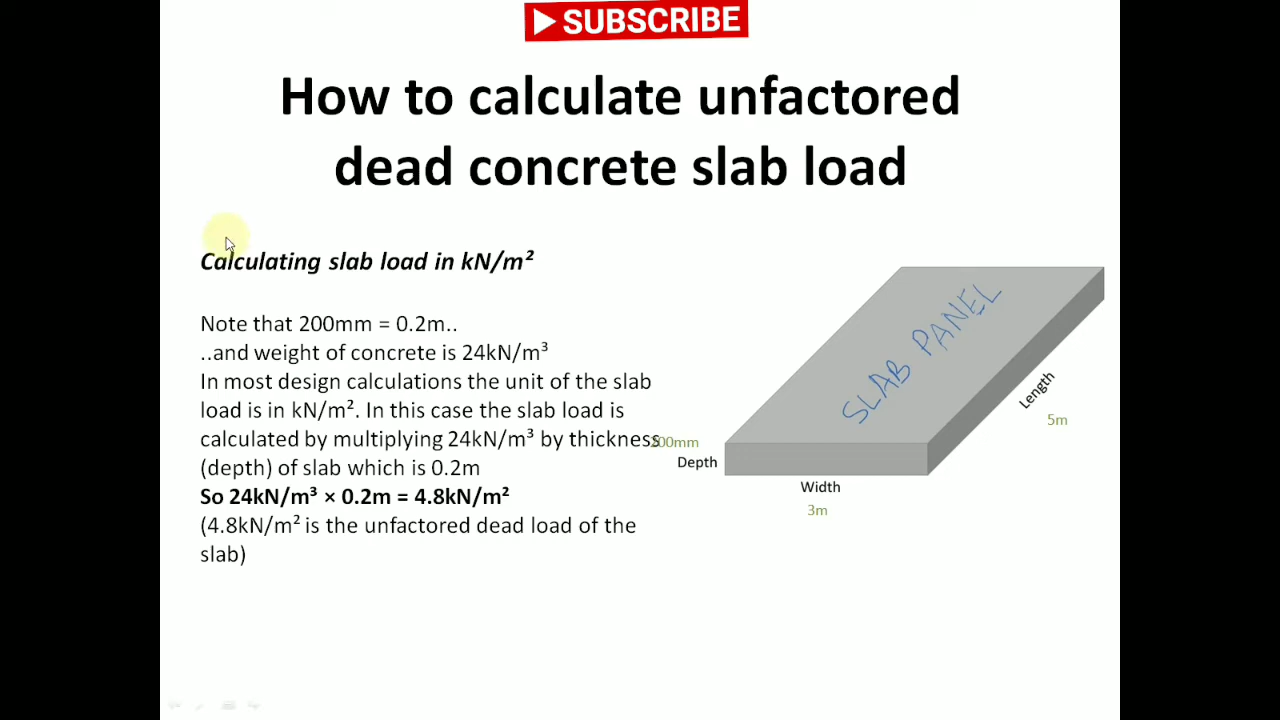 SUBSCRIBE
How to calculate unfactored
dead concrete slab load
Calculating slab load in kN/m²
Note that 200mm = 0.2m..
..and weight of concrete is 24kN/m³
In most design calculations the unit of the slab
load is in kN/m². In this case the slab load is
calculated by multiplying 24kN/m³ by thickness
(depth) of slab which is 0.2m
So 24kN/m³ × 0.2m = 4.8kN/m²
(4.8kN/m² is the unfactored dead load of the
slab)
SLAB PANEL
Length
5m
200mm
Depth
Width
3m